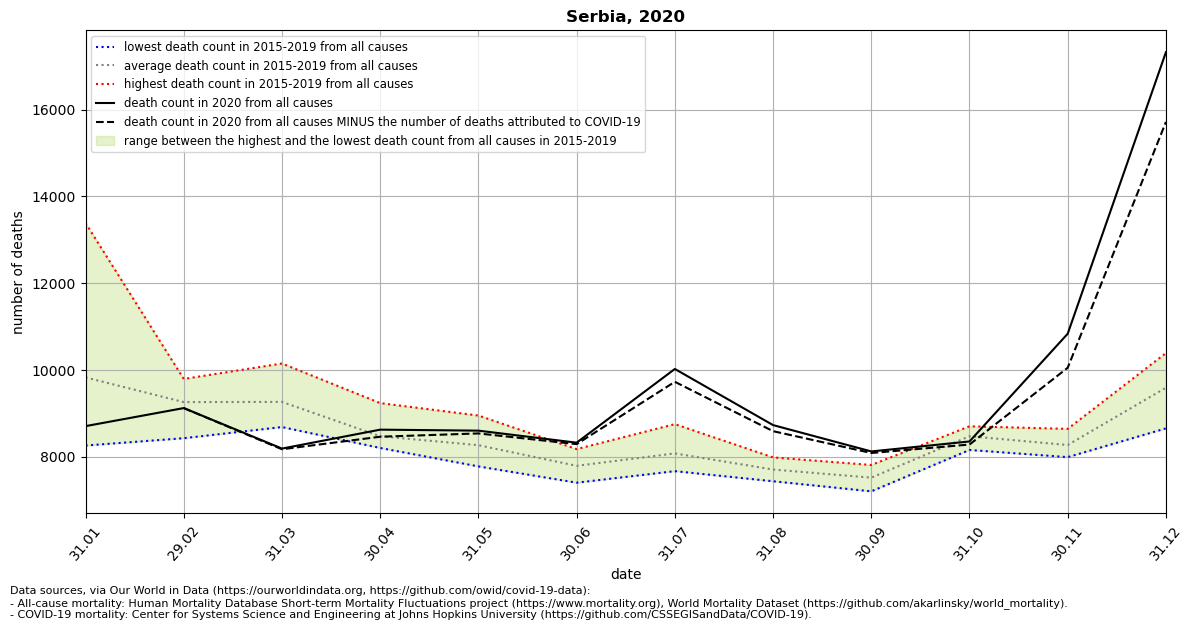 Serbia, 2020
lowest death count in 2015-2019 from all causes
average death count in 2015-2019 from all causes
highest death count in 2015-2019 from all causes
death count in 2020 from all causes
death count in 2020 from all causes MINUS the number of deaths attributed to COVID-19
range between the highest and the lowest death count from all causes in 2015-2019
number of deaths
16000
14000
12000
10000
8000
31.01
29.02
31.03
30.04
31.05
30.06
31.07
31.08
30.09
31.10
30.11
31.12
date
Data sources, via Our World in Data (https://ourworldindata.org, https://github.com/owid/covid-19-data):
- All-cause mortality: Human Mortality Database Short-term Mortality Fluctuations project (https://www.mortality.org), World Mortality Dataset (https://github.com/akarlinsky/world_mortality).
- COVID-19 mortality: Center for Systems Science and Engineering at Johns Hopkins University (https://github.com/CSSEGISandData/COVID-19).